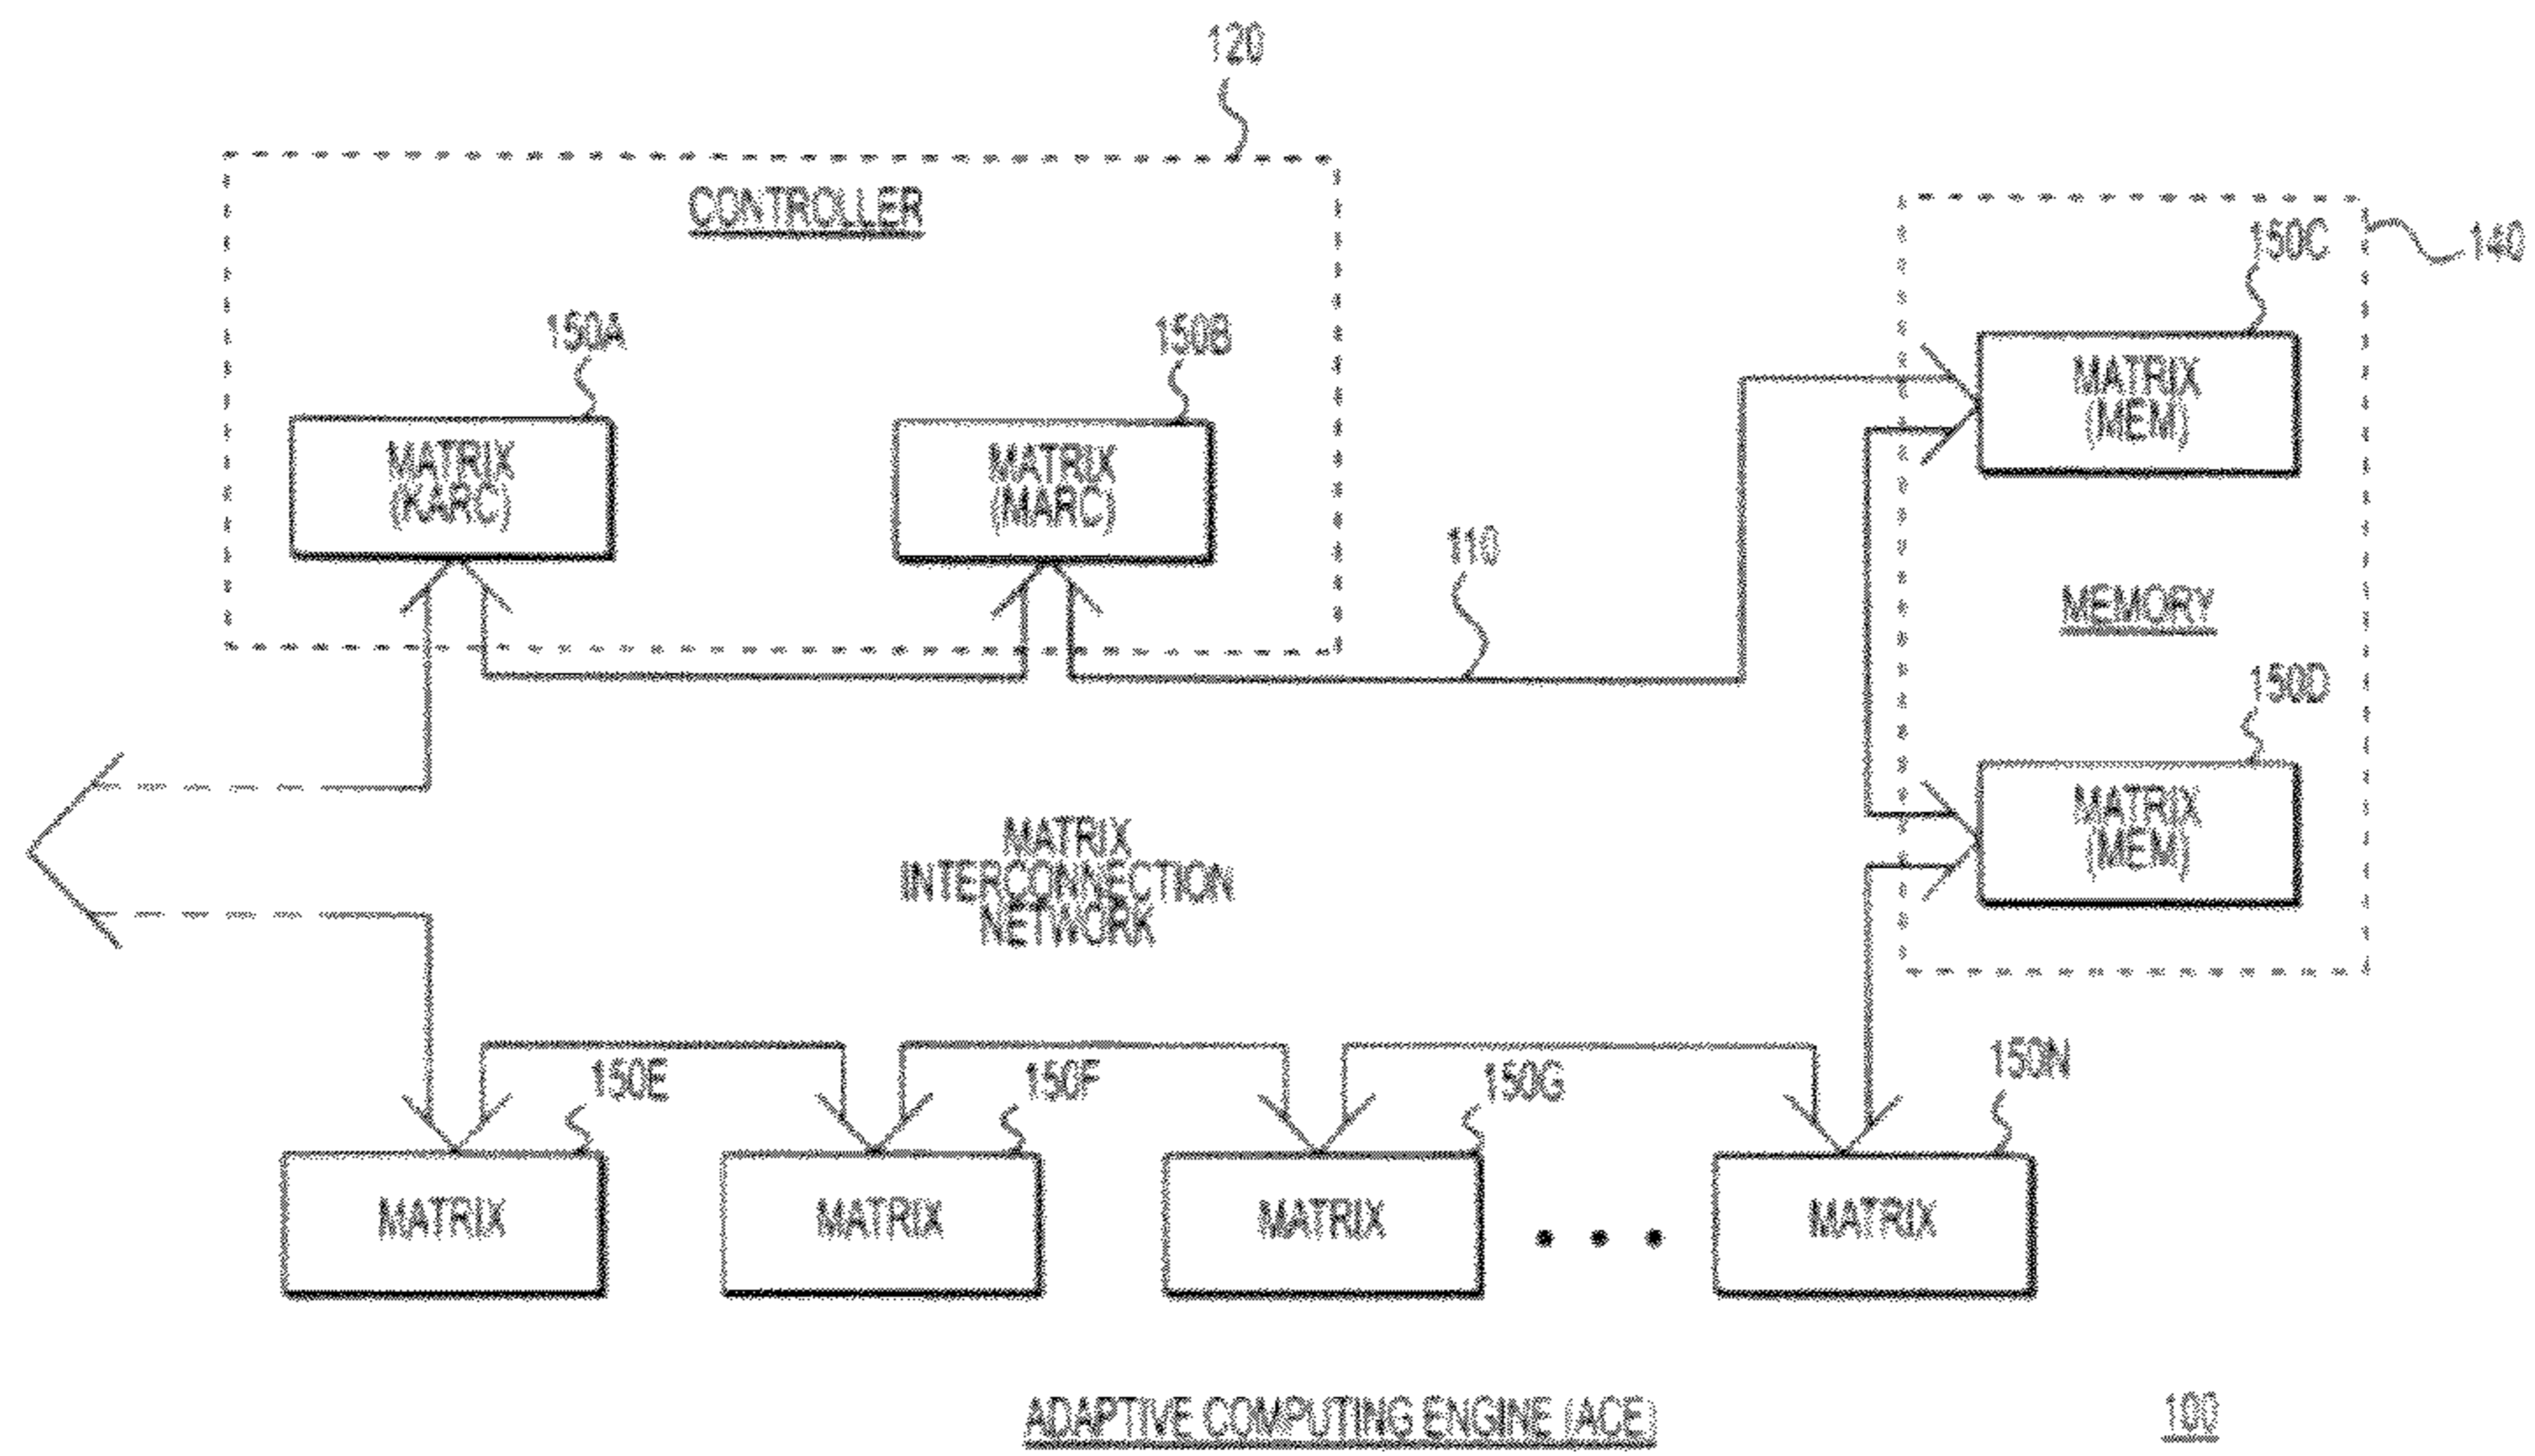 120
CONTROLLER
150C
140
150A
150B
MATRIX
(MEM)
MATRIX
(KARC)
MATRIX
(MARC)
110
MEMORY
150D
MATRIX
(MEM)
MATRIX
INTERCONNECTION
NETWORK
150E
150F
150G
150N
MATRIX
MATRIX
MATRIX
MATRIX
ADAPTIVE COMPUTING ENGINE (ACE)
100